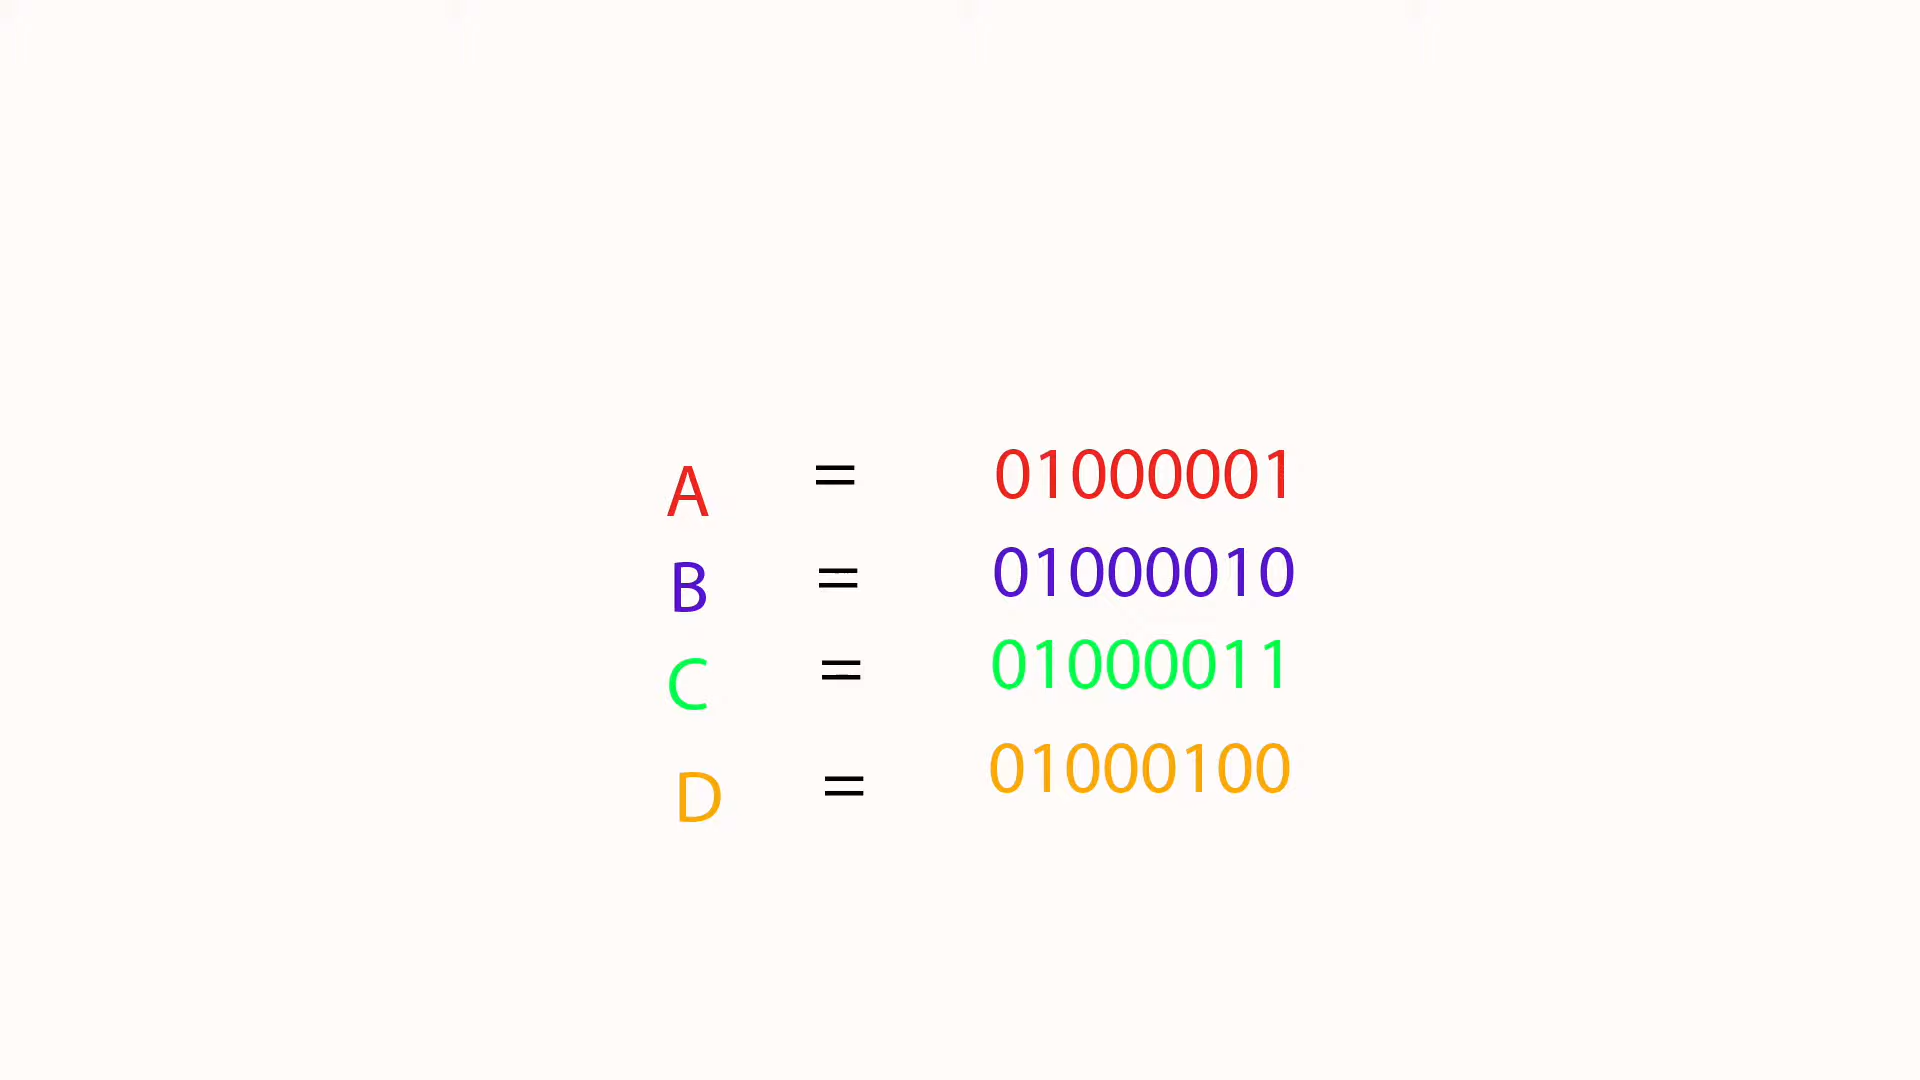 A = 01000001
B = 01000010
C = 01000011
D = 01000100